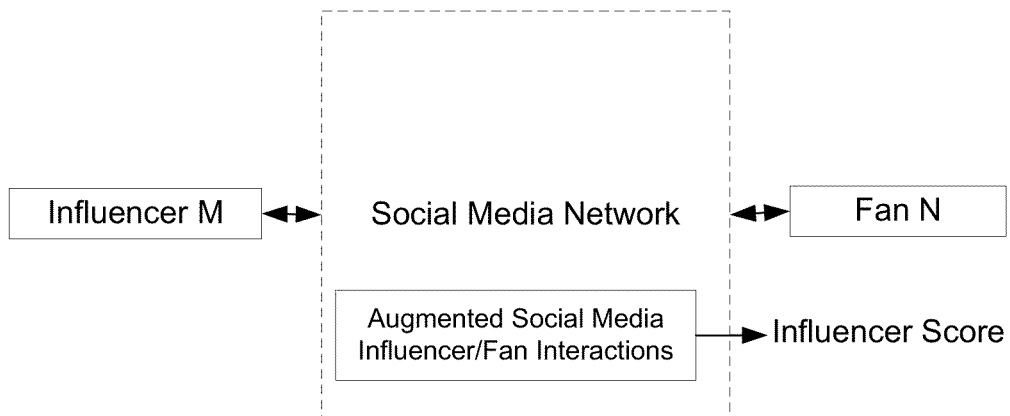 Influencer M
Social Media Network
Fan N
Augmented Social Media
Influencer/Fan Interactions
Influencer Score